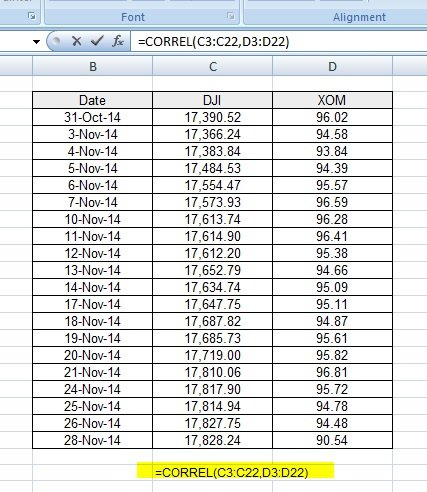 Font Alignment
fx =CORREL(C3:C22,D3:D22)
B C D
Date DJI XOM
31-Oct-14 17,390.52 96.02
3-Nov-14 17,366.24 94.58
4-Nov-14 17,383.84 93.84
5-Nov-14 17,484.53 94.39
6-Nov-14 17,554.47 95.57
7-Nov-14 17,573.93 96.59
10-Nov-14 17,613.74 96.28
11-Nov-14 17,614.90 96.41
12-Nov-14 17,612.20 95.38
13-Nov-14 17,652.79 94.66
14-Nov-14 17,634.74 95.09
17-Nov-14 17,647.75 95.11
18-Nov-14 17,687.82 94.87
19-Nov-14 17,685.73 95.61
20-Nov-14 17,719.00 95.82
21-Nov-14 17,810.06 96.81
24-Nov-14 17,817.90 95.72
25-Nov-14 17,814.94 94.78
26-Nov-14 17,827.75 94.48
28-Nov-14 17,828.24 90.54
=CORREL(C3:C22,D3:D22)